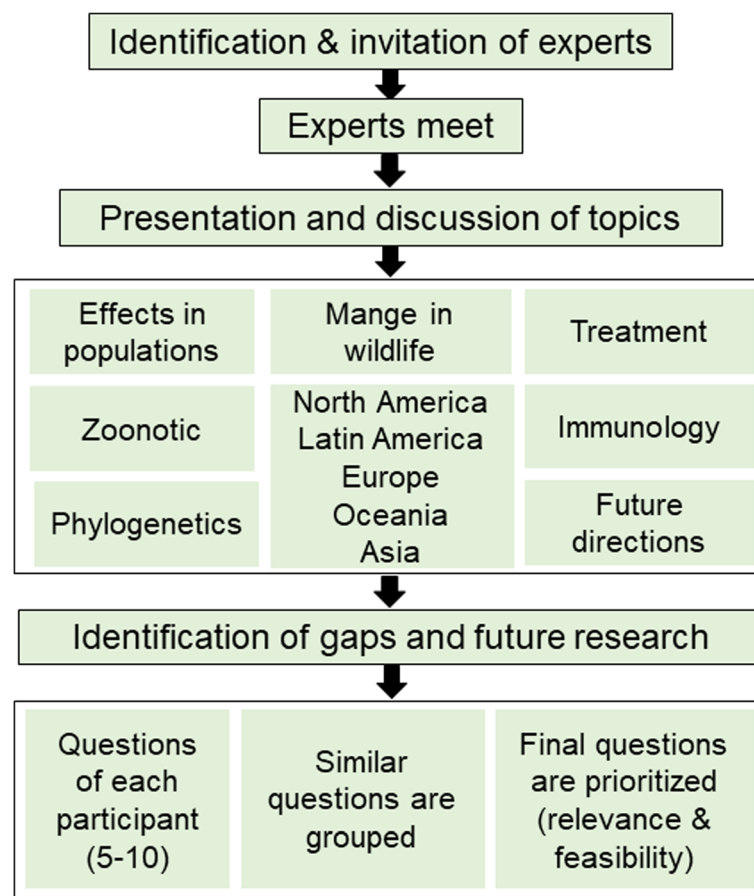 Identification & invitation of experts
Experts meet
Presentation and discussion of topics
Effects in
populations
Mange in
wildlife
Treatment
Zoonotic
North America
Latin America
Europe
Oceania
Asia
Immunology
Phylogenetics
Future
directions
Identification of gaps and future research
Questions
of each
participant
(5-10)
Similar
questions are
grouped
Final questions
are prioritized
(relevance &
feasibility)